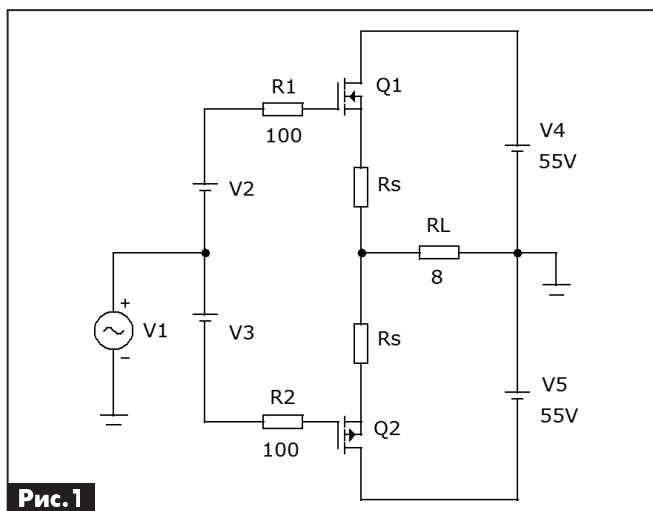 R1
100
Q1
V4
55V
V2
Rs
RL
8
+
V1
–
V3
Rs
R2
100
Q2
V5
55V
Рис.1